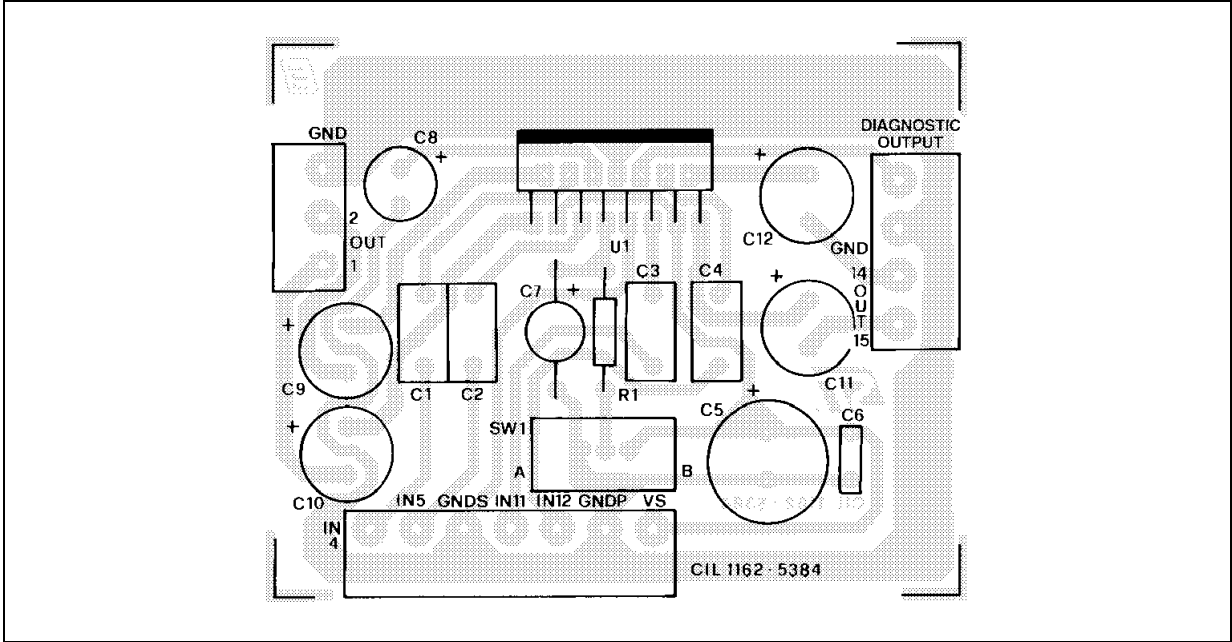 DIAGNOSTIC
OUTPUT
GND
C8
+
+
2
OUT
1
U1
C12
GND
14
OUT
15
C3
C4
+
C7
+
+
C9
C1
C2
R1
C11
+
C5
C6
+
SW1
A
B
C10
IN5 GNDS IN11 IN12 GNDP VS
IN
4
CIL 1162 - 5384